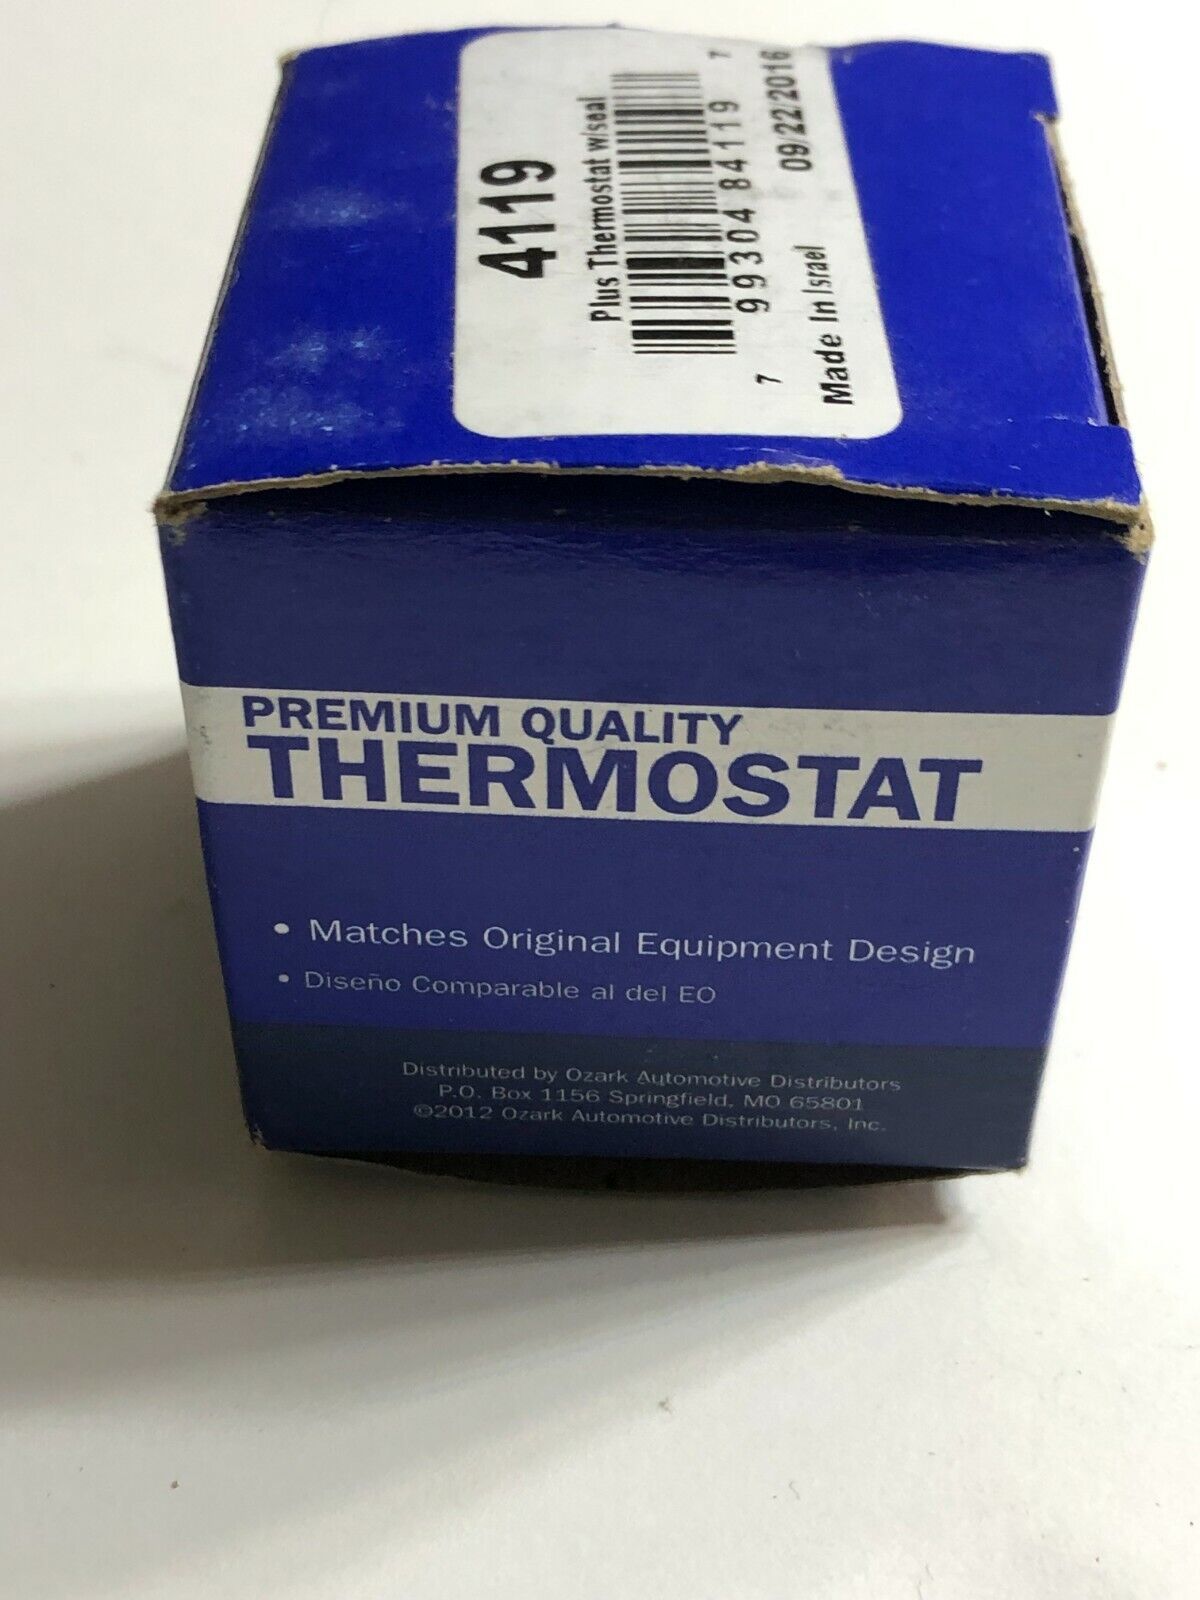 4119
Plus Thermostat w/seal
7 99304 84119 7
Made In Israel 09/22/2016
PREMIUM QUALITY
THERMOSTAT
• Matches Original Equipment Design
• Diseño Comparable al del EO
Distributed by Ozark Automotive Distributors
P.O. Box 1156 Springfield, MO 65801
©2012 Ozark Automotive Distributors, Inc.